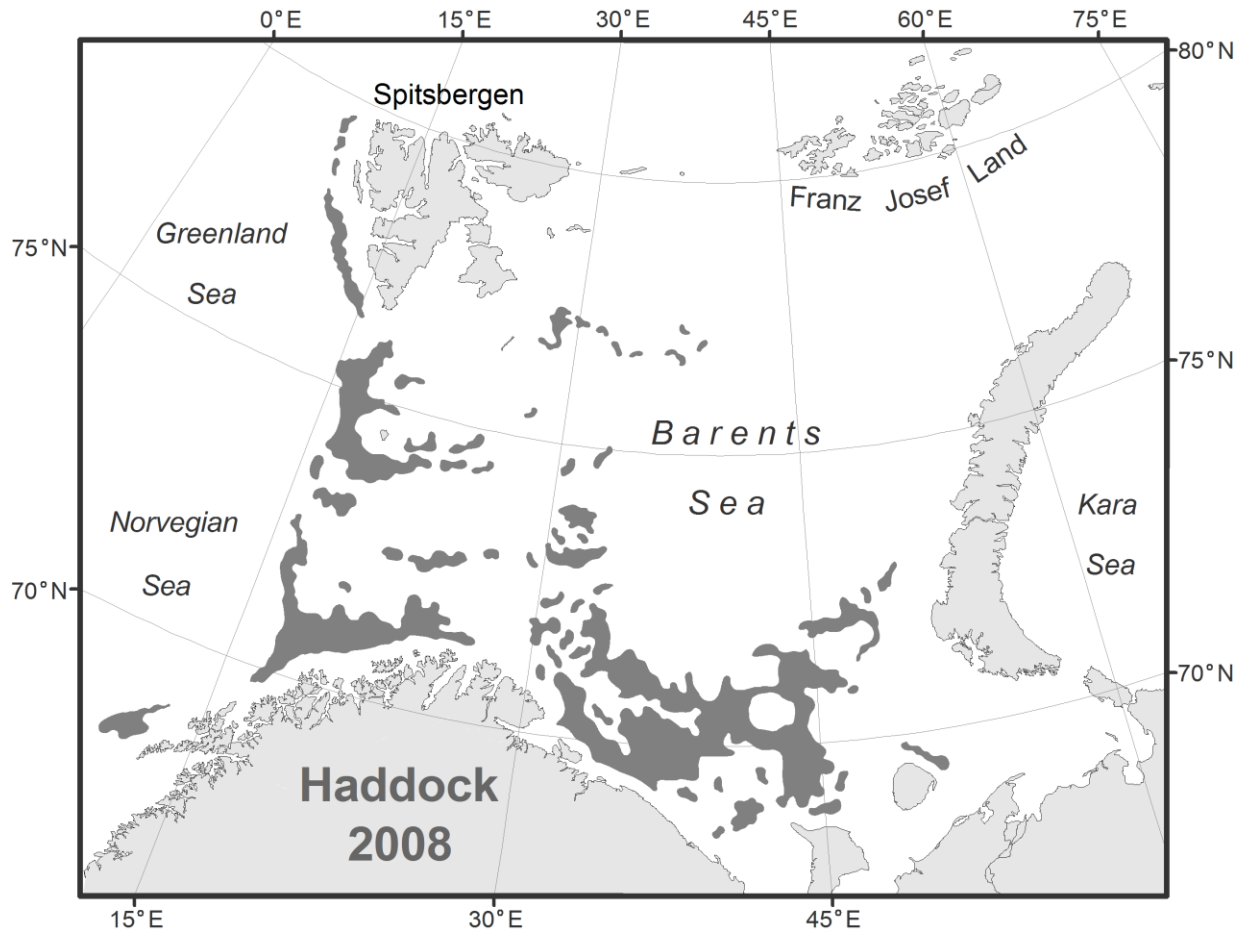 0°E 15°E 30°E 45°E 60°E 75°E
80°N
Spitsbergen
Franz Josef Land
Greenland
Sea
75°N
75°N
Barents
Sea
Norvegian
Sea
Kara
Sea
70°N
70°N
Haddock
2008
15°E 30°E 45°E